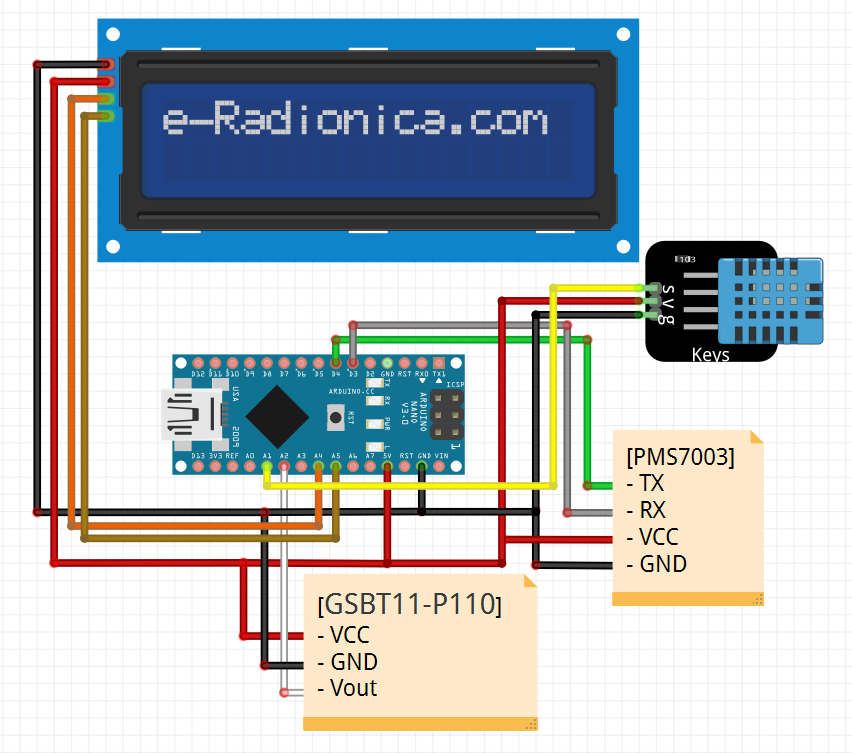 e-Radionica.com
S
V
g
Keys
D12 D11 D10 D9 D8 D7 D6 D5 D4 D3 D2 GND RST RX0 TX1
TX
RX
PWR
L
ARDUINO.CC
RST
ARDUINO
NANO
V3.0
ICSP
1
USA
2009
D13 3V3 REF A0 A1 A2 A3 A4 A5 A6 A7 5V RST GND VIN
[PMS7003]
- TX
- RX
- VCC
- GND
[GSBT11-P110]
- VCC
- GND
- Vout